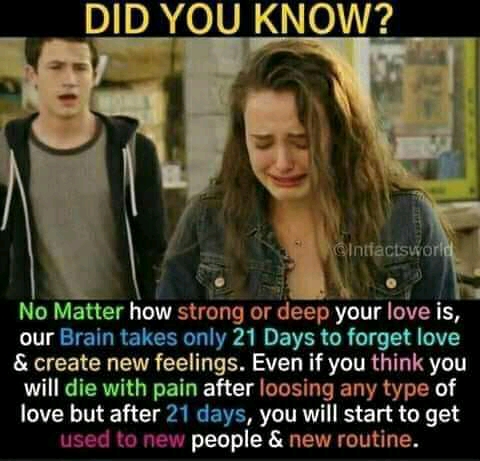 DID YOU KNOW?
@Intfactsworld
No Matter how strong or deep your love is,
our Brain takes only 21 Days to forget love
& create new feelings. Even if you think you
will die with pain after loosing any type of
love but after 21 days, you will start to get
used to new people & new routine.